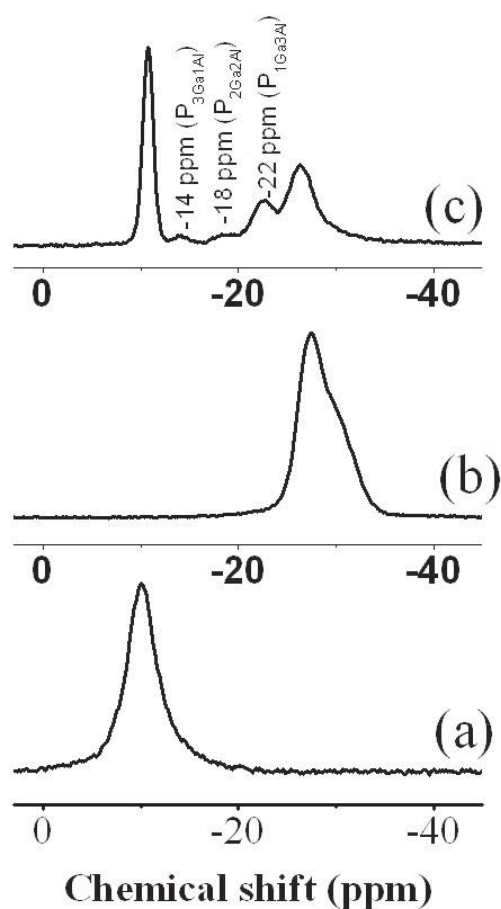 -14 ppm (P3Ga1Al)
-18 ppm (P2Ga2Al)
-22 ppm (P1Ga3Al)
(c)
0 -20 -40
(b)
0 -20 -40
(a)
0 -20 -40
Chemical shift (ppm)